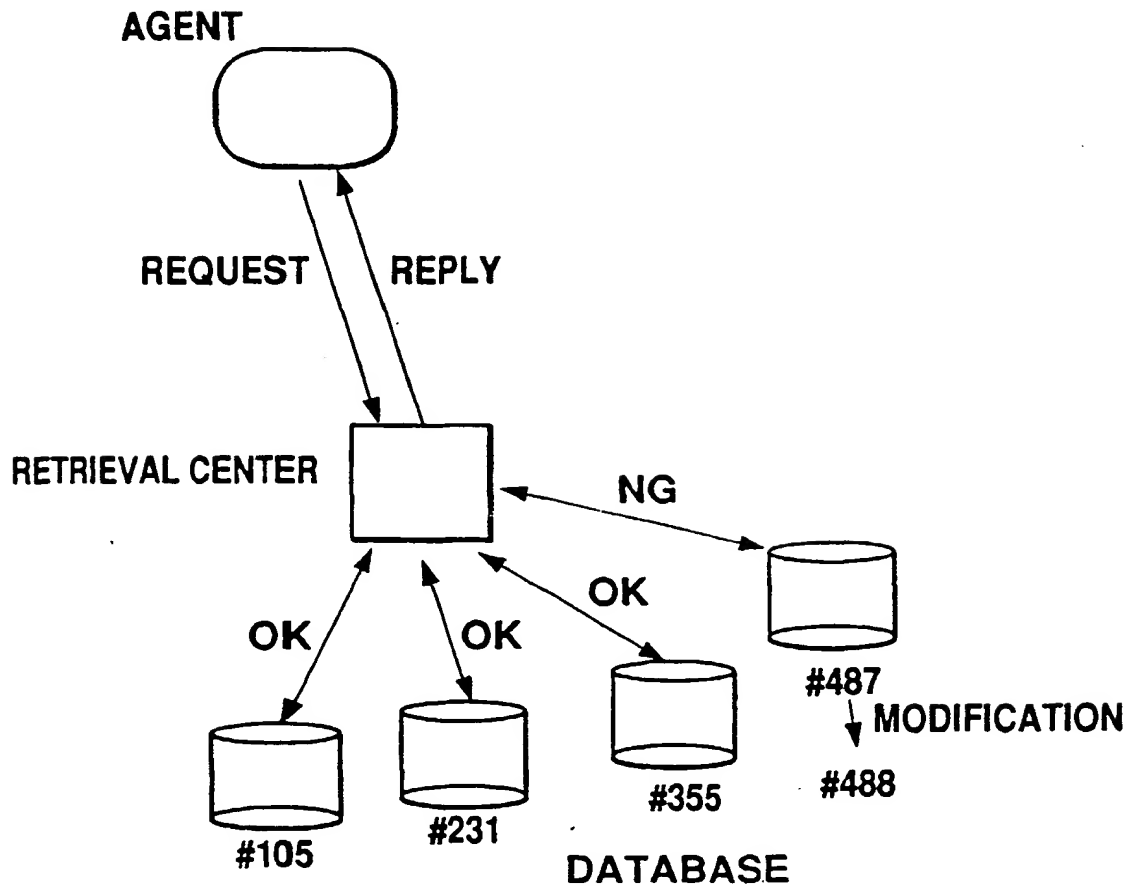 AGENT
REQUEST
REPLY
RETRIEVAL CENTER
NG
OK
OK
OK
#487
MODIFICATION
#488
#355
#231
#105
DATABASE